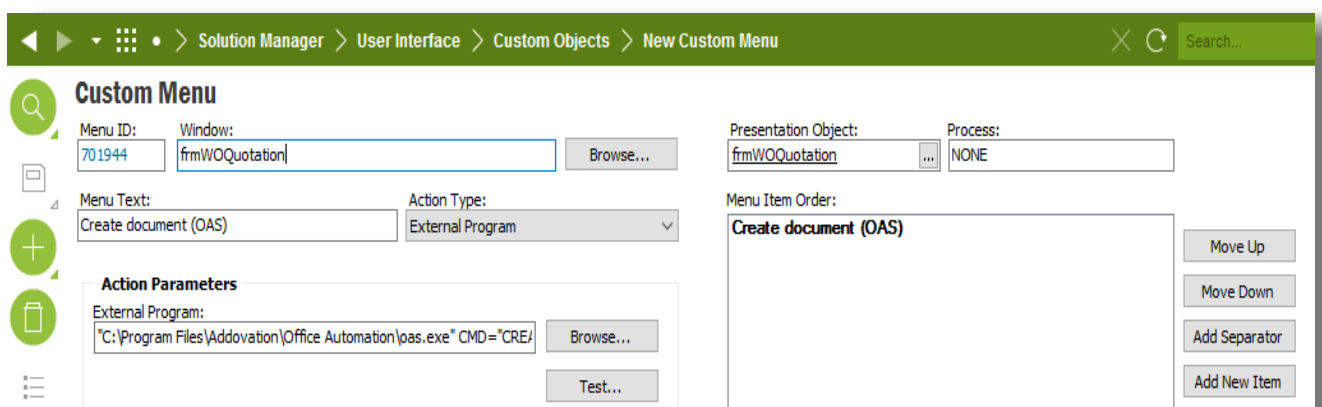 Solution Manager > User Interface > Custom Objects > New Custom Menu
Search...
Custom Menu
Menu ID: Window:
701944 frmWOQuotation Browse...
Presentation Object: Process:
frmWOQuotation ... NONE
Menu Text: Action Type:
Create document (OAS) External Program
Menu Item Order:
Create document (OAS)
Move Up
Move Down
Add Separator
Add New Item
Action Parameters
External Program:
"C:\Program Files\Addovation\Office Automation\oas.exe" CMD="CREA Browse...
Test...